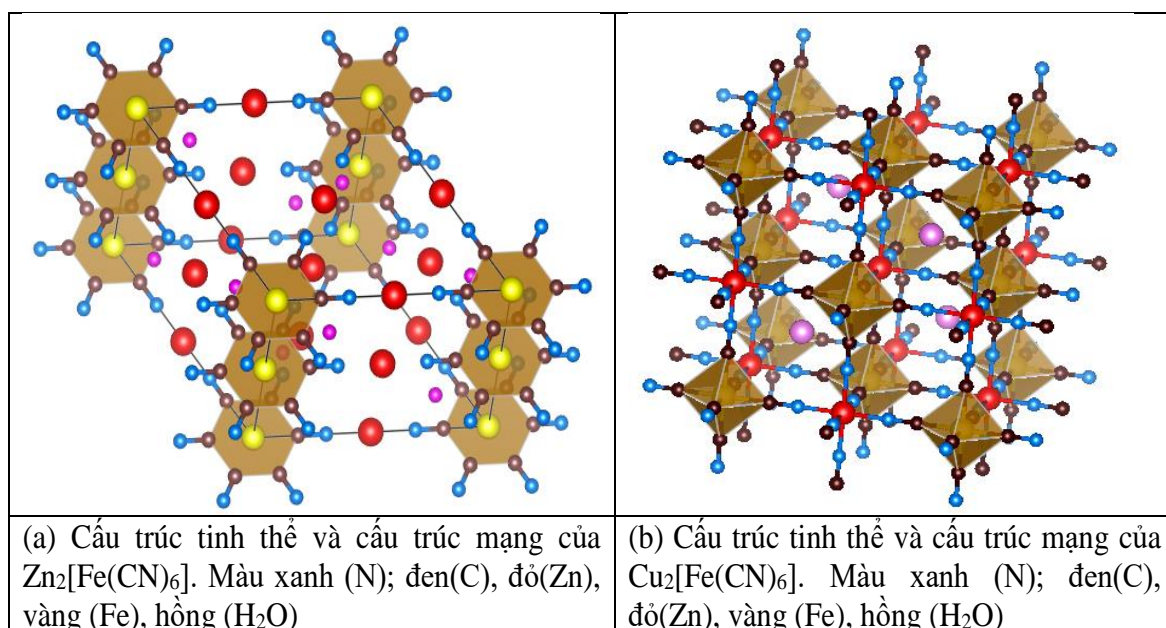 (a) Cấu trúc tinh thể và cấu trúc mạng của
Zn₂[Fe(CN)₆]. Màu xanh (N); đen(C), đỏ(Zn),
vàng (Fe), hồng (H₂O)
(b) Cấu trúc tinh thể và cấu trúc mạng của
Cu₂[Fe(CN)₆]. Màu xanh (N); đen(C),
đỏ(Zn), vàng (Fe), hồng (H₂O)